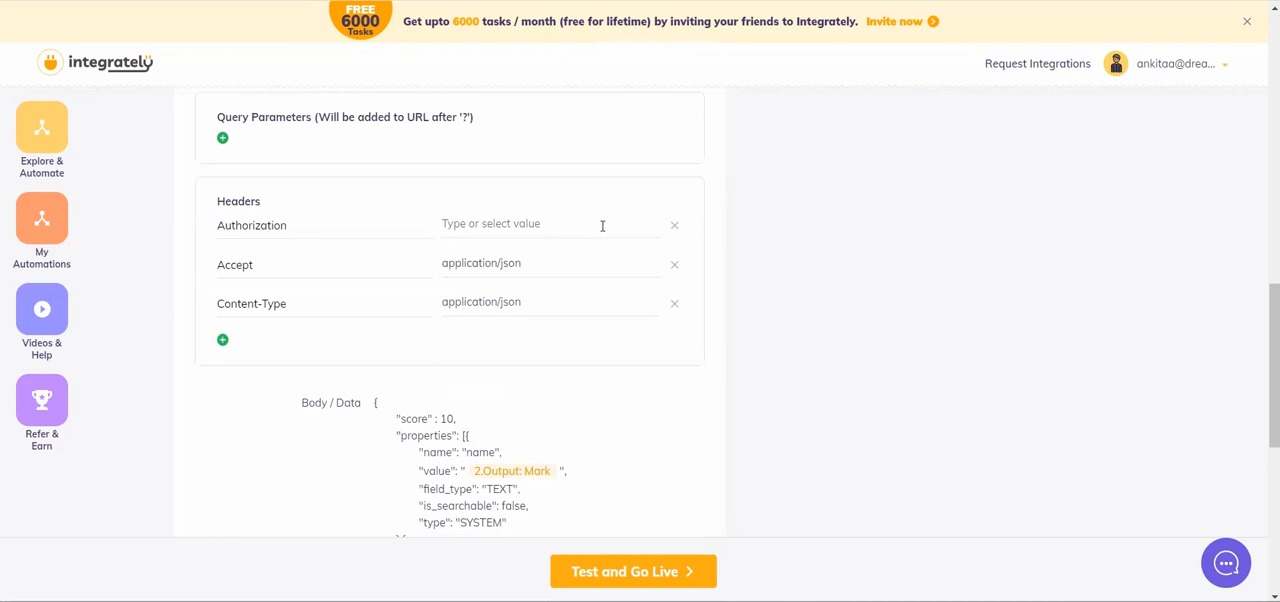 FREE
6000
Tasks
Get upto 6000 tasks / month (free for lifetime) by inviting your friends to Integrately. Invite now
integrately
Request Integrations
ankitaa@drea...
Explore &
Automate
My
Automations
Videos &
Help
Refer &
Earn
Query Parameters (Will be added to URL after '?')
Headers
Authorization Type or select value
Accept application/json
Content-Type application/json
Body / Data {
"score" : 10,
"properties": [{
"name": "name",
"value": " 2.Output: Mark ",
"field_type": "TEXT",
"is_searchable": false,
"type": "SYSTEM"
Test and Go Live